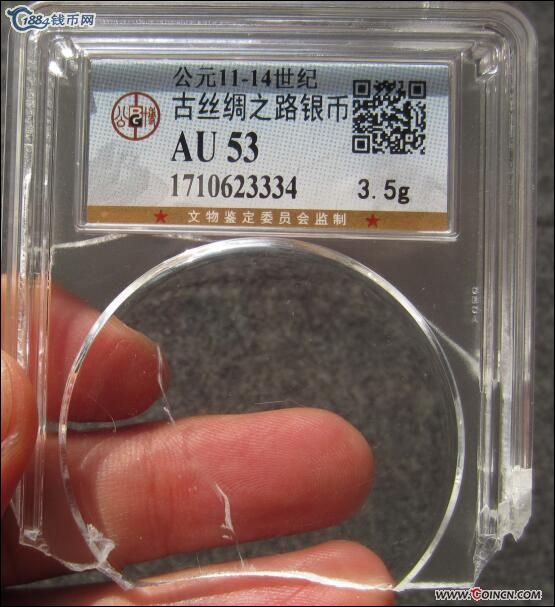 1884钱币网
公元11-14世纪
古丝绸之路银币
AU 53
1710623334 3.5g
★ 文物鉴定委员会监制 ★
www.COINCN.com